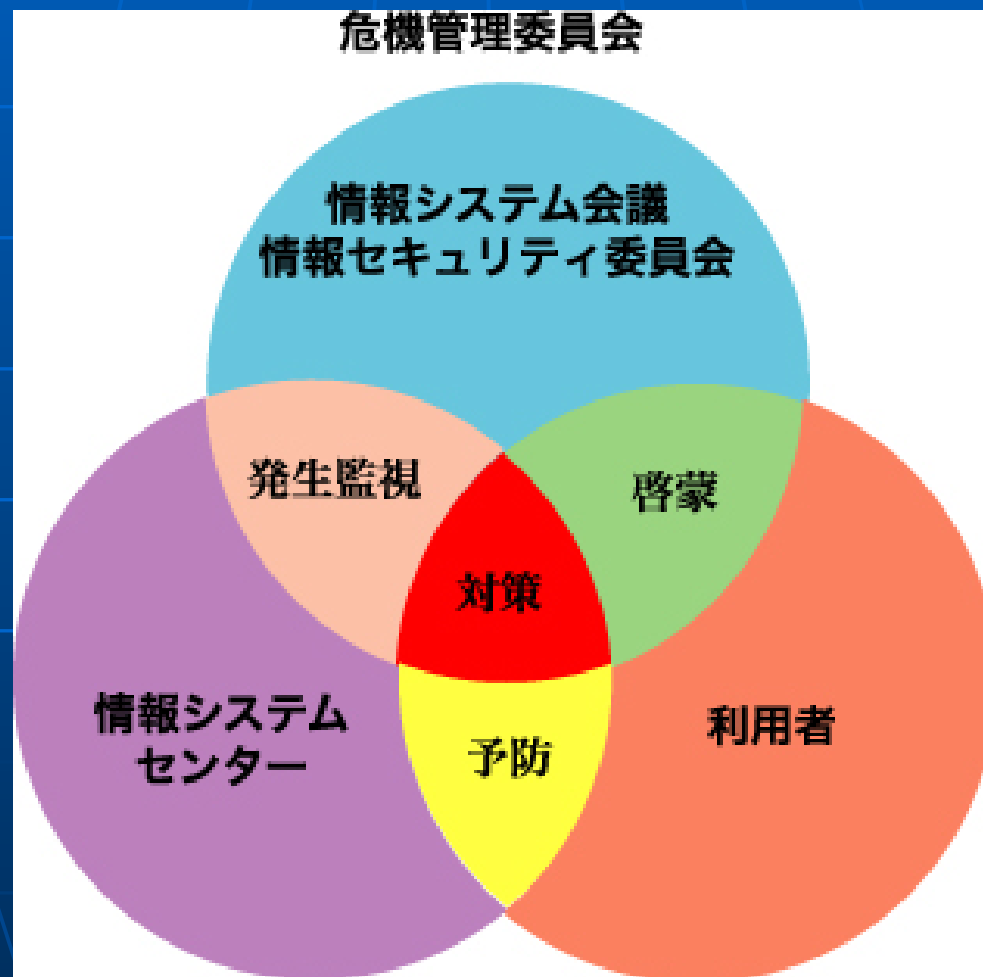 危機管理委員会
情報システム会議
情報セキュリティ委員会
発生監視
啓蒙
対策
情報システム
センター
利用者
予防